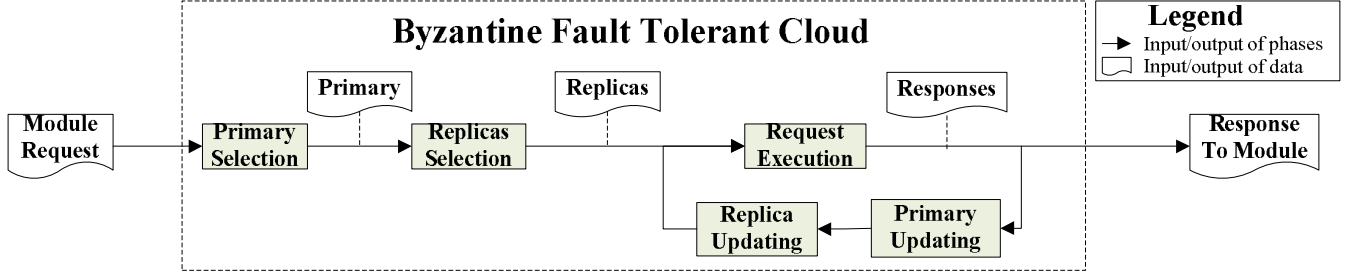 Byzantine Fault Tolerant Cloud
Legend
Input/output of phases
Input/output of data
Primary
Replicas
Responses
Module
Request
Primary
Selection
Replicas
Selection
Request
Execution
Response
To Module
Replica
Updating
Primary
Updating